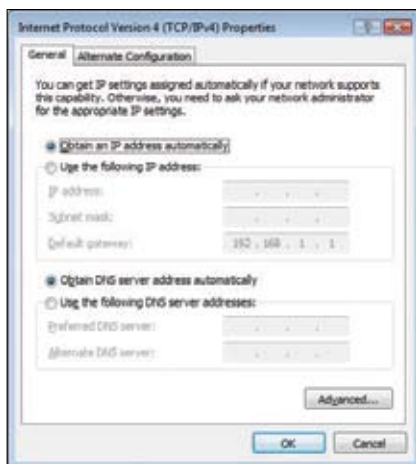 Internet Protocol Version 4 (TCP/IPv4) Properties
General
Alternate Configuration
You can get IP settings assigned automatically if your network supports
this capability. Otherwise, you need to ask your network administrator
for the appropriate IP settings.
Obtain an IP address automatically
Use the following IP address:
IP address:
Subnet mask:
Default gateway: 192 . 168 . 1 . 1
Obtain DNS server address automatically
Use the following DNS server addresses:
Preferred DNS server:
Alternate DNS server:
Advanced...
OK
Cancel